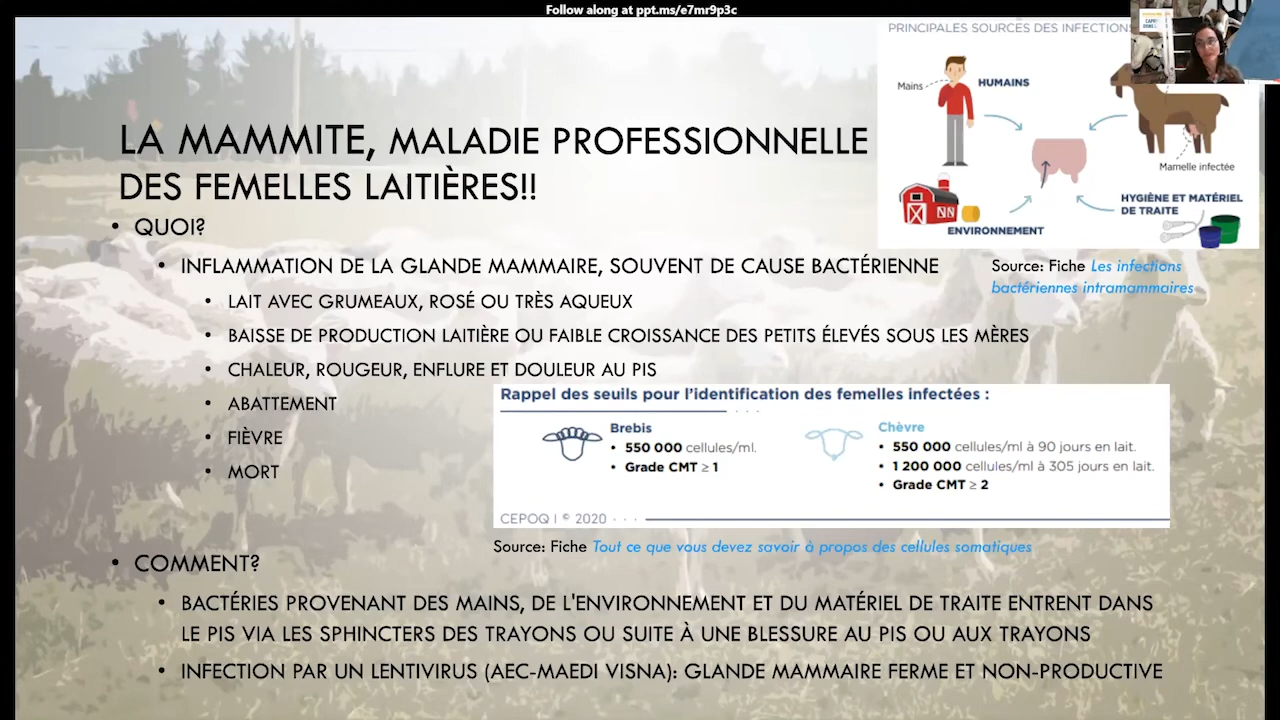 Follow along at ppt.ms/e7mr9p3c
PRINCIPALES SOURCES DES INFECTIONS
Mains
HUMAINS
Mamelle infectée
HYGIÈNE ET MATÉRIEL
DE TRAITE
ENVIRONNEMENT
Source: Fiche Les infections
bactériennes intramammaires
LA MAMMITE, MALADIE PROFESSIONNELLE
DES FEMELLES LAITIÈRES!!
• QUOI?
• INFLAMMATION DE LA GLANDE MAMMAIRE, SOUVENT DE CAUSE BACTÉRIENNE
• LAIT AVEC GRUMEAUX, ROSÉ OU TRÈS AQUEUX
• BAISSE DE PRODUCTION LAITIÈRE OU FAIBLE CROISSANCE DES PETITS ÉLEVÉS SOUS LES MÈRES
• CHALEUR, ROUGEUR, ENFLURE ET DOULEUR AU PIS
• ABATTEMENT
• FIÈVRE
• MORT
Rappel des seuils pour l'identification des femelles infectées :
Brebis
• 550 000 cellules/ml.
• Grade CMT ≥ 1
Chèvre
• 550 000 cellules/ml à 90 jours en lait.
• 1 200 000 cellules/ml à 305 jours en lait.
• Grade CMT ≥ 2
CEPOQ I © 2020
Source: Fiche Tout ce que vous devez savoir à propos des cellules somatiques
• COMMENT?
• BACTÉRIES PROVENANT DES MAINS, DE L'ENVIRONNEMENT ET DU MATÉRIEL DE TRAITE ENTRENT DANS
LE PIS VIA LES SPHINCTERS DES TRAYONS OU SUITE À UNE BLESSURE AU PIS OU AUX TRAYONS
• INFECTION PAR UN LENTIVIRUS (AEC-MAEDI VISNA): GLANDE MAMMAIRE FERME ET NON-PRODUCTIVE